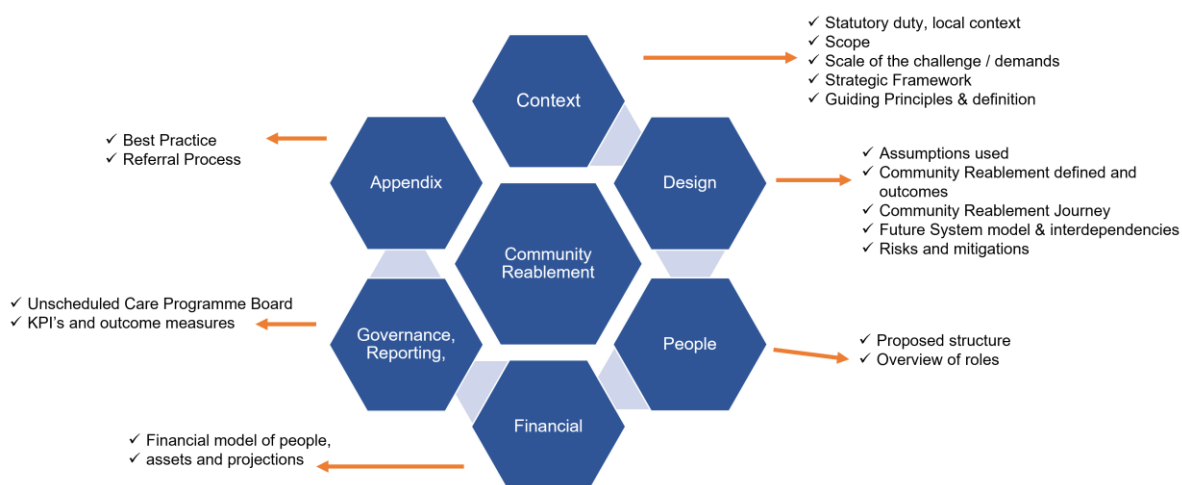 Context
✓ Statutory duty, local context
✓ Scope
✓ Scale of the challenge / demands
✓ Strategic Framework
✓ Guiding Principles & definition
Design
✓ Assumptions used
✓ Community Reablement defined and
outcomes
✓ Community Reablement Journey
✓ Future System model & interdependencies
✓ Risks and mitigations
People
✓ Proposed structure
✓ Overview of roles
Financial
✓ Financial model of people,
✓ assets and projections
Governance,
Reporting,
✓ Unscheduled Care Programme Board
✓ KPI's and outcome measures
Appendix
✓ Best Practice
✓ Referral Process
Community
Reablement